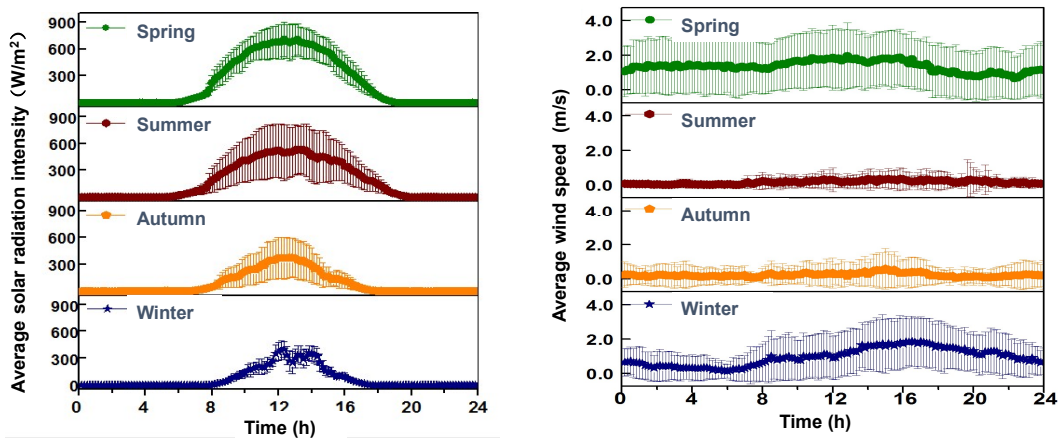 Average solar radiation intensity (W/m²)
900
600
300
Spring
900
600
300
Summer
900
600
300
Autumn
900
600
300
0
Winter
0 4 8 12 16 20 24
Time (h)
Average wind speed (m/s)
4.0
2.0
0.0
Spring
4.0
2.0
0.0
Summer
4.0
2.0
0.0
Autumn
4.0
2.0
0.0
Winter
0 4 8 12 16 20 24
Time (h)